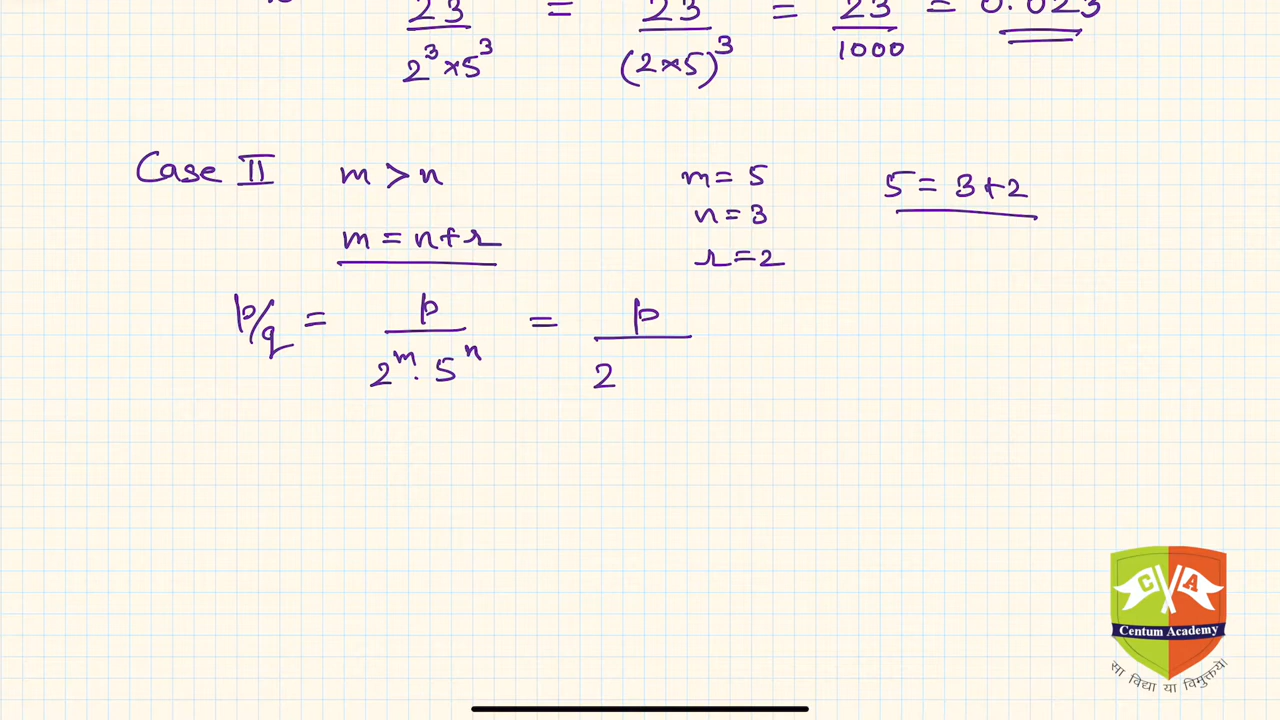 23/(2³×5³) = 23/(2×5)³ = 23/1000 = 0.023
Case II m > n m = 5 5 = 3+2
n = 3
m = n+r r = 2
p/q = p/(2ᵐ · 5ⁿ) = p/2
C A
Centum Academy
सा विद्या या विमुक्तये